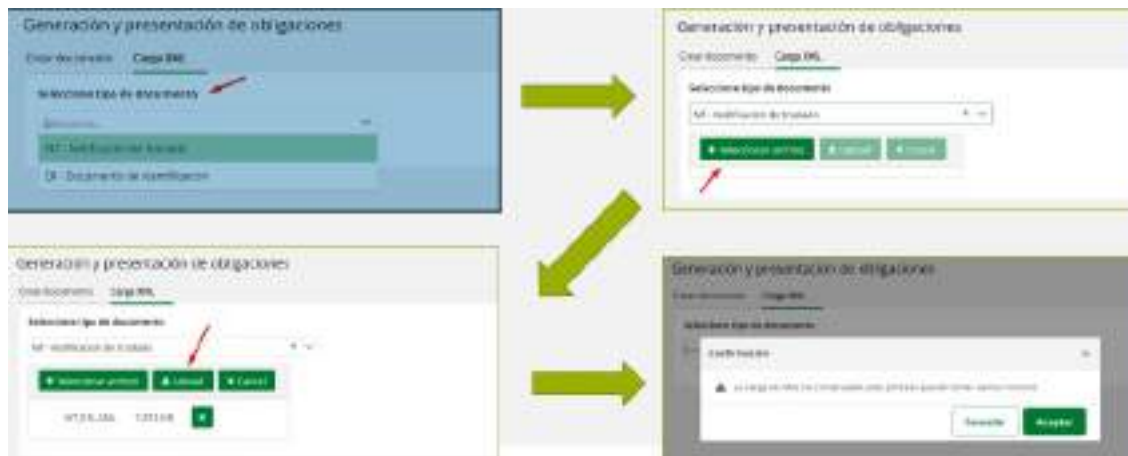 Generación y presentación de obligaciones
Crear documento Carga XML
Seleccione tipo de documento
Seleccione...
NT - Notificación de traslado
DI - Documento de identificación
Generación y presentación de obligaciones
Crear documento Carga XML
Seleccione tipo de documento
NT - Notificación de traslado
Seleccionar archivo Upload Cancel
Generación y presentación de obligaciones
Crear documento Carga XML
Seleccione tipo de documento
NT - Notificación de traslado
Seleccionar archivo Upload Cancel
Generación y presentación de obligaciones
Crear documento Carga XML
Seleccione tipo de documento
Confirmación
Cancelar Aceptar